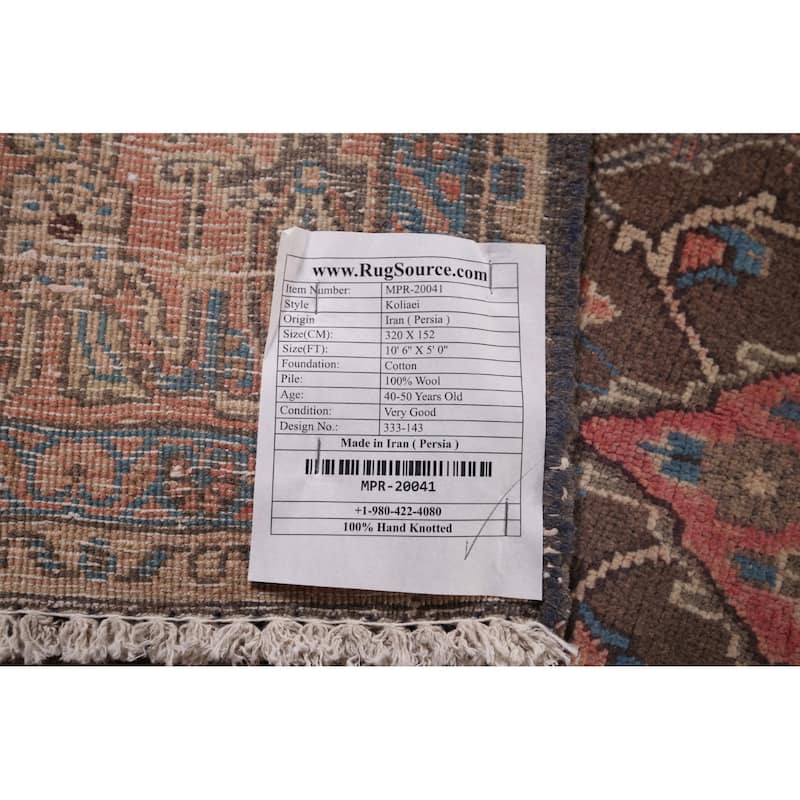 www.RugSource.com
Item Number: MPR-20041
Style Koliaei
Origin Iran ( Persia )
Size(CM): 320 X 152
Size(FT): 10' 6" X 5' 0"
Foundation: Cotton
Pile: 100% Wool
Age: 40-50 Years Old
Condition: Very Good
Design No.: 333-143
Made in Iran ( Persia )
MPR-20041
+1-980-422-4080
100% Hand Knotted